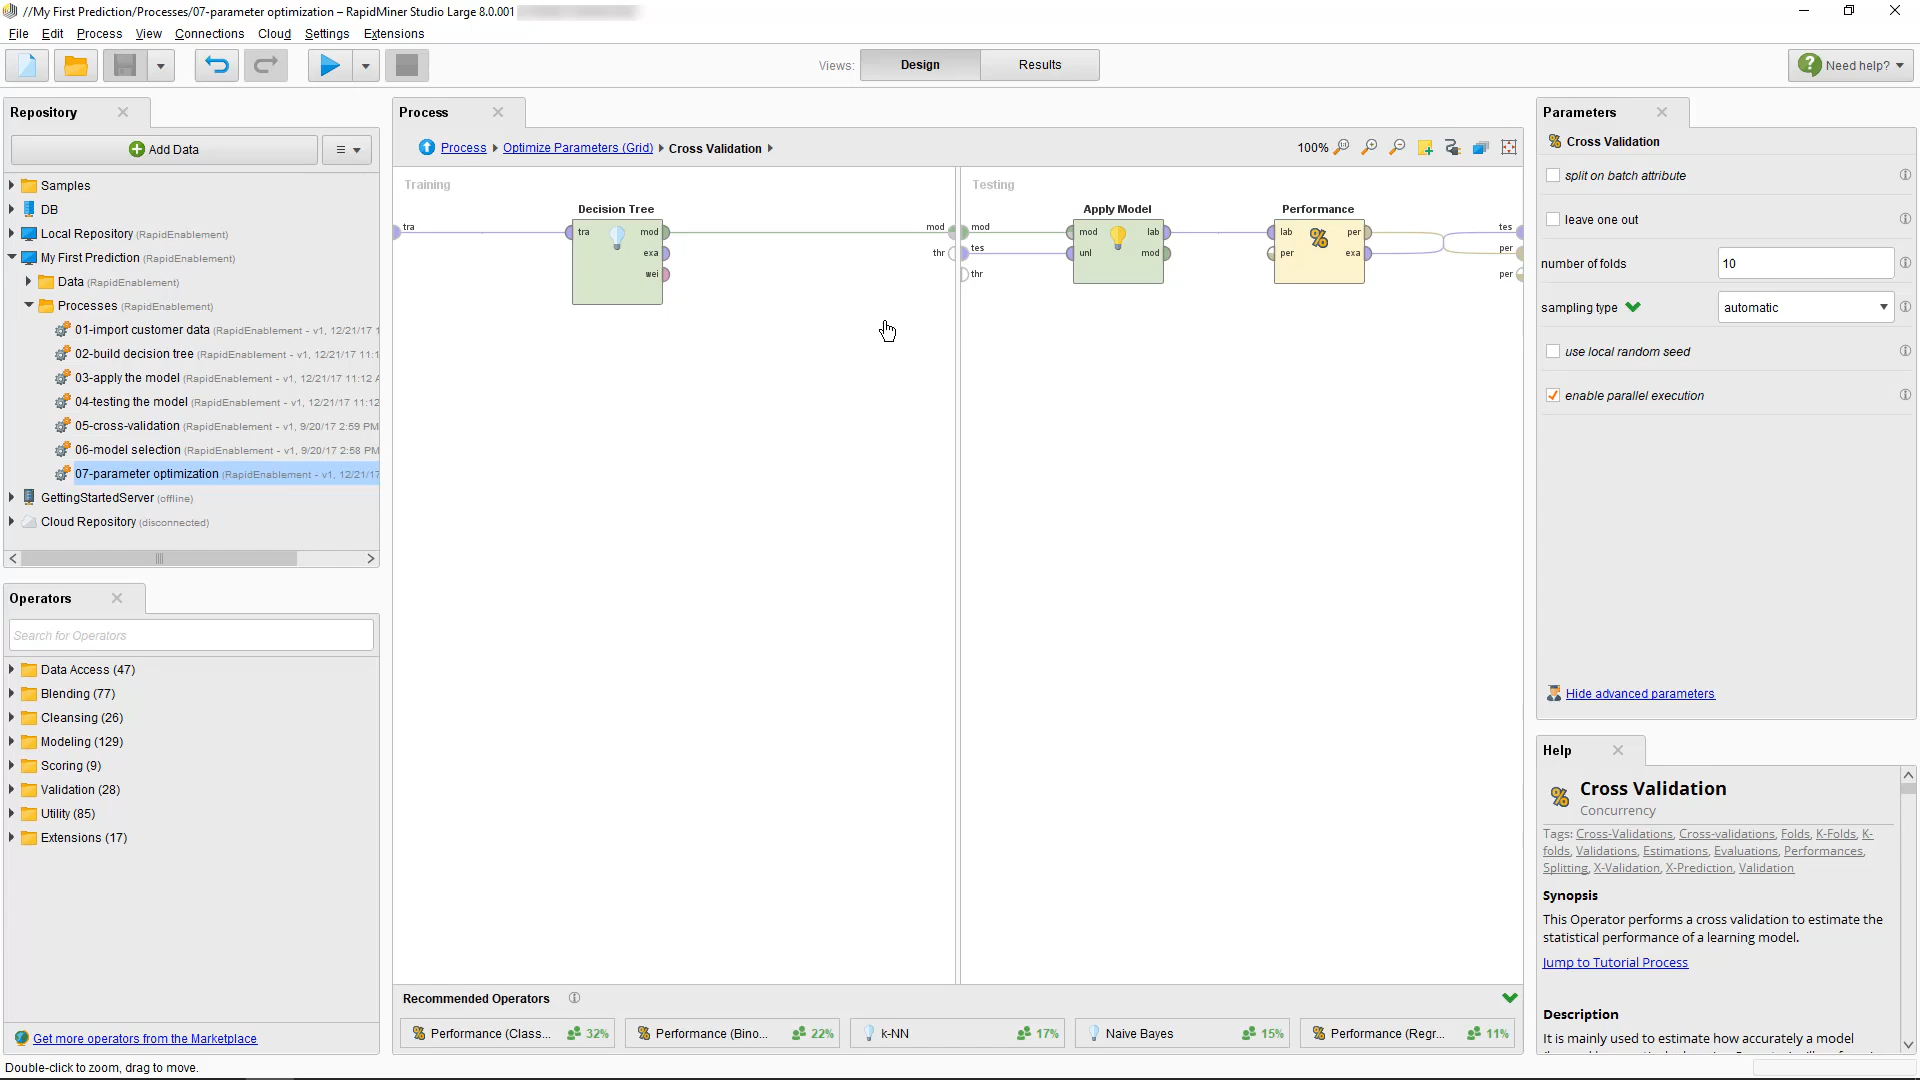 //My First Prediction/Processes/07-parameter optimization – RapidMiner Studio Large 8.0.001
File Edit Process View Connections Cloud Settings Extensions
Views: Design Results
Need help?
Repository
Add Data
Samples
DB
Local Repository (RapidEnablement)
My First Prediction (RapidEnablement)
Data (RapidEnablement)
Processes (RapidEnablement)
01-import customer data (RapidEnablement - v1, 12/21/17 1
02-build decision tree (RapidEnablement - v1, 12/21/17 11:1
03-apply the model (RapidEnablement - v1, 12/21/17 11:12 A
04-testing the model (RapidEnablement - v1, 12/21/17 11:12
05-cross-validation (RapidEnablement - v1, 9/20/17 2:59 PM
06-model selection (RapidEnablement - v1, 9/20/17 2:58 PM
07-parameter optimization (RapidEnablement - v1, 12/21/17
GettingStartedServer (offline)
Cloud Repository (disconnected)
Operators
Search for Operators
Data Access (47)
Blending (77)
Cleansing (26)
Modeling (129)
Scoring (9)
Validation (28)
Utility (85)
Extensions (17)
Get more operators from the Marketplace
Double-click to zoom, drag to move.
Process
Process Optimize Parameters (Grid) Cross Validation
100%
Training
Decision Tree
tra
tra mod
exa
wei
mod
thr
Testing
mod
tes
thr
Apply Model
mod lab
unl mod
Performance
lab per
per exa
tes
per
per
Recommended Operators
Performance (Class... 32%
Performance (Bino... 22%
k-NN 17%
Naive Bayes 15%
Performance (Regr... 11%
Parameters
Cross Validation
split on batch attribute
leave one out
number of folds 10
sampling type automatic
use local random seed
enable parallel execution
Hide advanced parameters
Help
Cross Validation
Concurrency
Tags: Cross-Validations, Cross-validations, Folds, K-Folds, K-
folds, Validations, Estimations, Evaluations, Performances,
Splitting, X-Validation, X-Prediction, Validation
Synopsis
This Operator performs a cross validation to estimate the
statistical performance of a learning model.
Jump to Tutorial Process
Description
It is mainly used to estimate how accurately a model